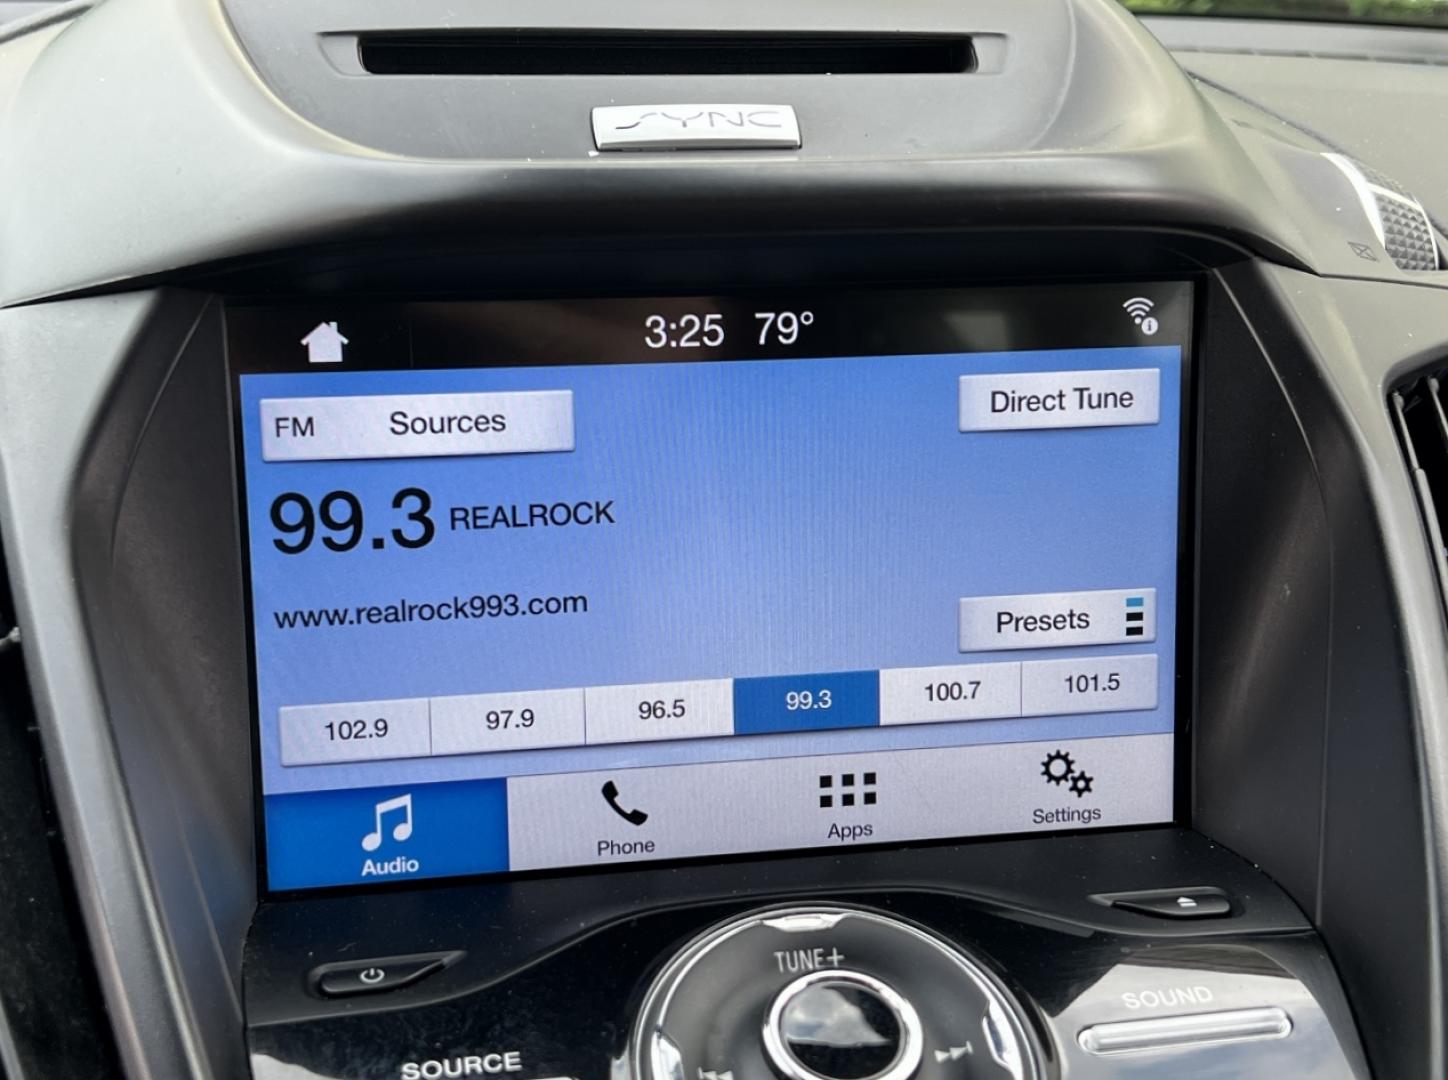 SYNC
3:25 79°
FM Sources
Direct Tune
99.3 REALROCK
www.realrock993.com
Presets
102.9 97.9 96.5 99.3 100.7 101.5
Audio Phone Apps Settings
TUNE+
SOUND
SOURCE